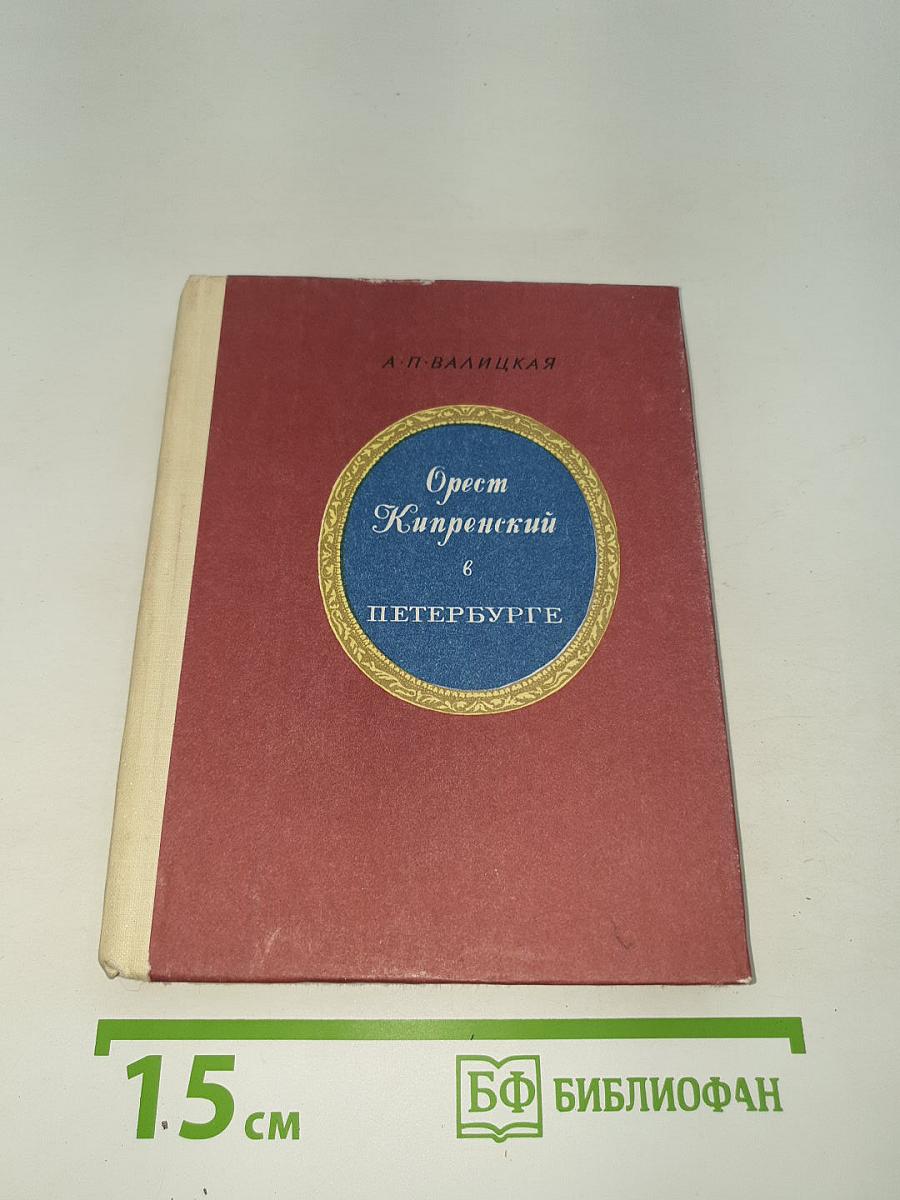 А·П·ВАЛИЦКАЯ
Орест
Кипренский
в
ПЕТЕРБУРГЕ
15 см
БФ БИБЛИОФАН